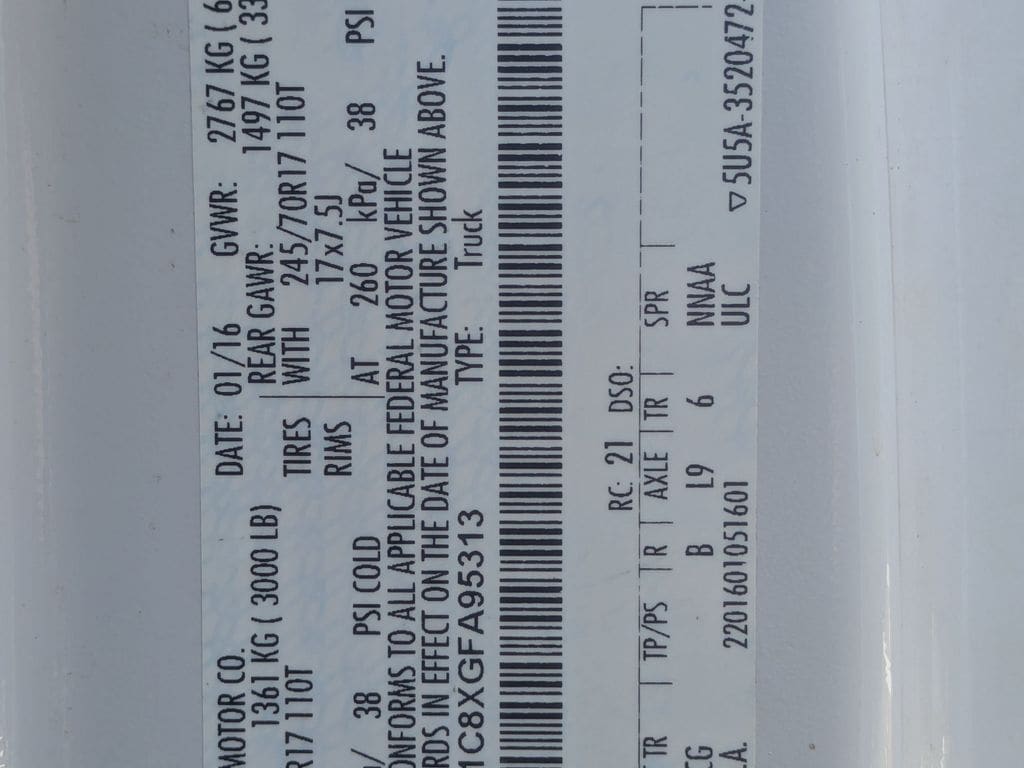 MOTOR CO. DATE: 01/16 GVWR: 2767 KG ( 6
1361 KG ( 3000 LB) REAR GAWR: 1497 KG ( 33
R17 110T TIRES WITH 245/70R17 110T
RIMS 17x7.5J
/ 38 PSI COLD AT 260 kPa/ 38 PSI
ONFORMS TO ALL APPLICABLE FEDERAL MOTOR VEHICLE
RDS IN EFFECT ON THE DATE OF MANUFACTURE SHOWN ABOVE.
1C8XGFA95313 TYPE: Truck
RC: 21 DSO:
TR TP/PS R AXLE TR SPR
CG B L9 6 NNAA
.A. 2201601051601 ULC ▽ 5U5A-3520472-